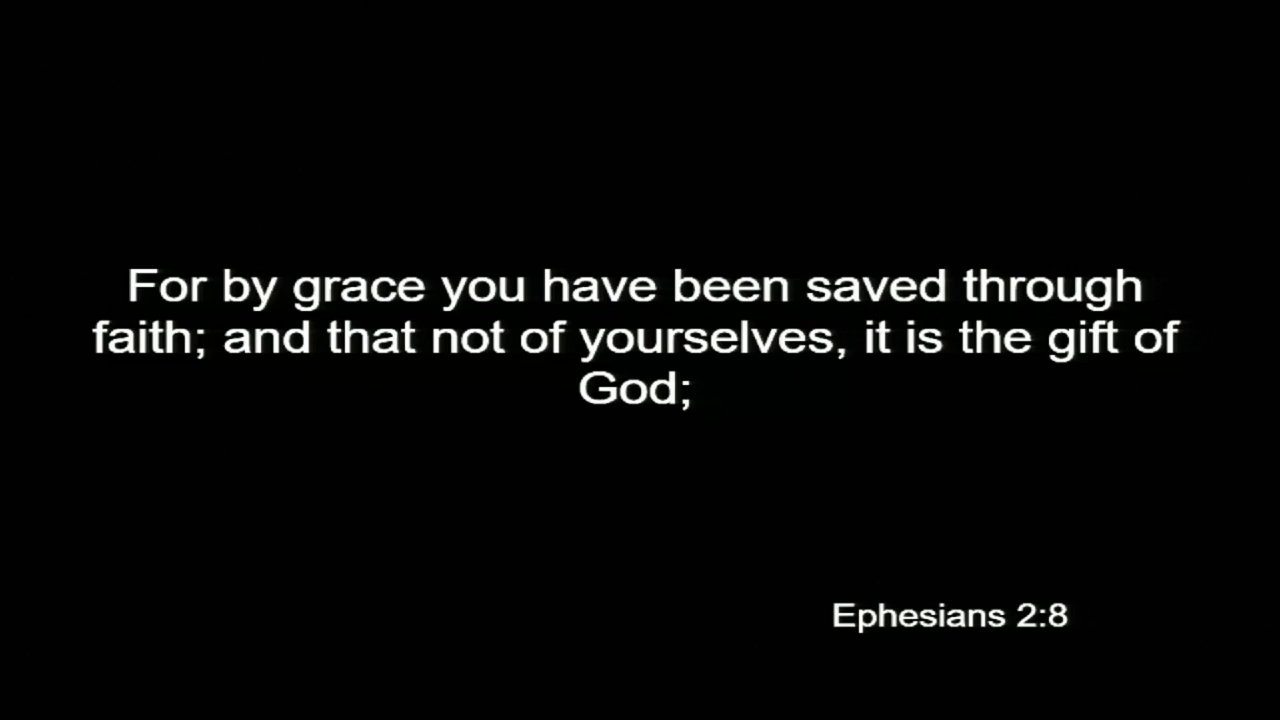 For by grace you have been saved through
faith; and that not of yourselves, it is the gift of
God;
Ephesians 2:8